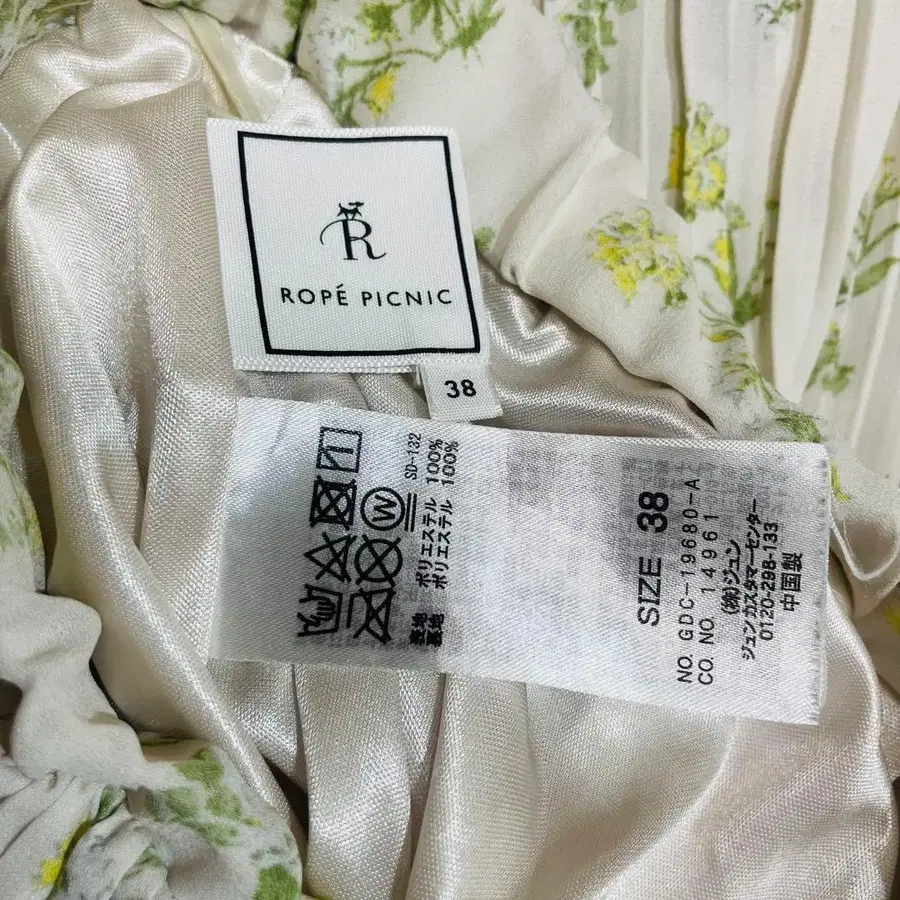 R
ROPÉ PICNIC
38
SD-132
表地 ポリエステル 100%
裏地 ポリエステル 100%
W
SIZE 38
NO. GDC-19680-A
CO. NO. 14961
(株)ジュン
ジュンカスタマーセンター
0120-298-133
中国製